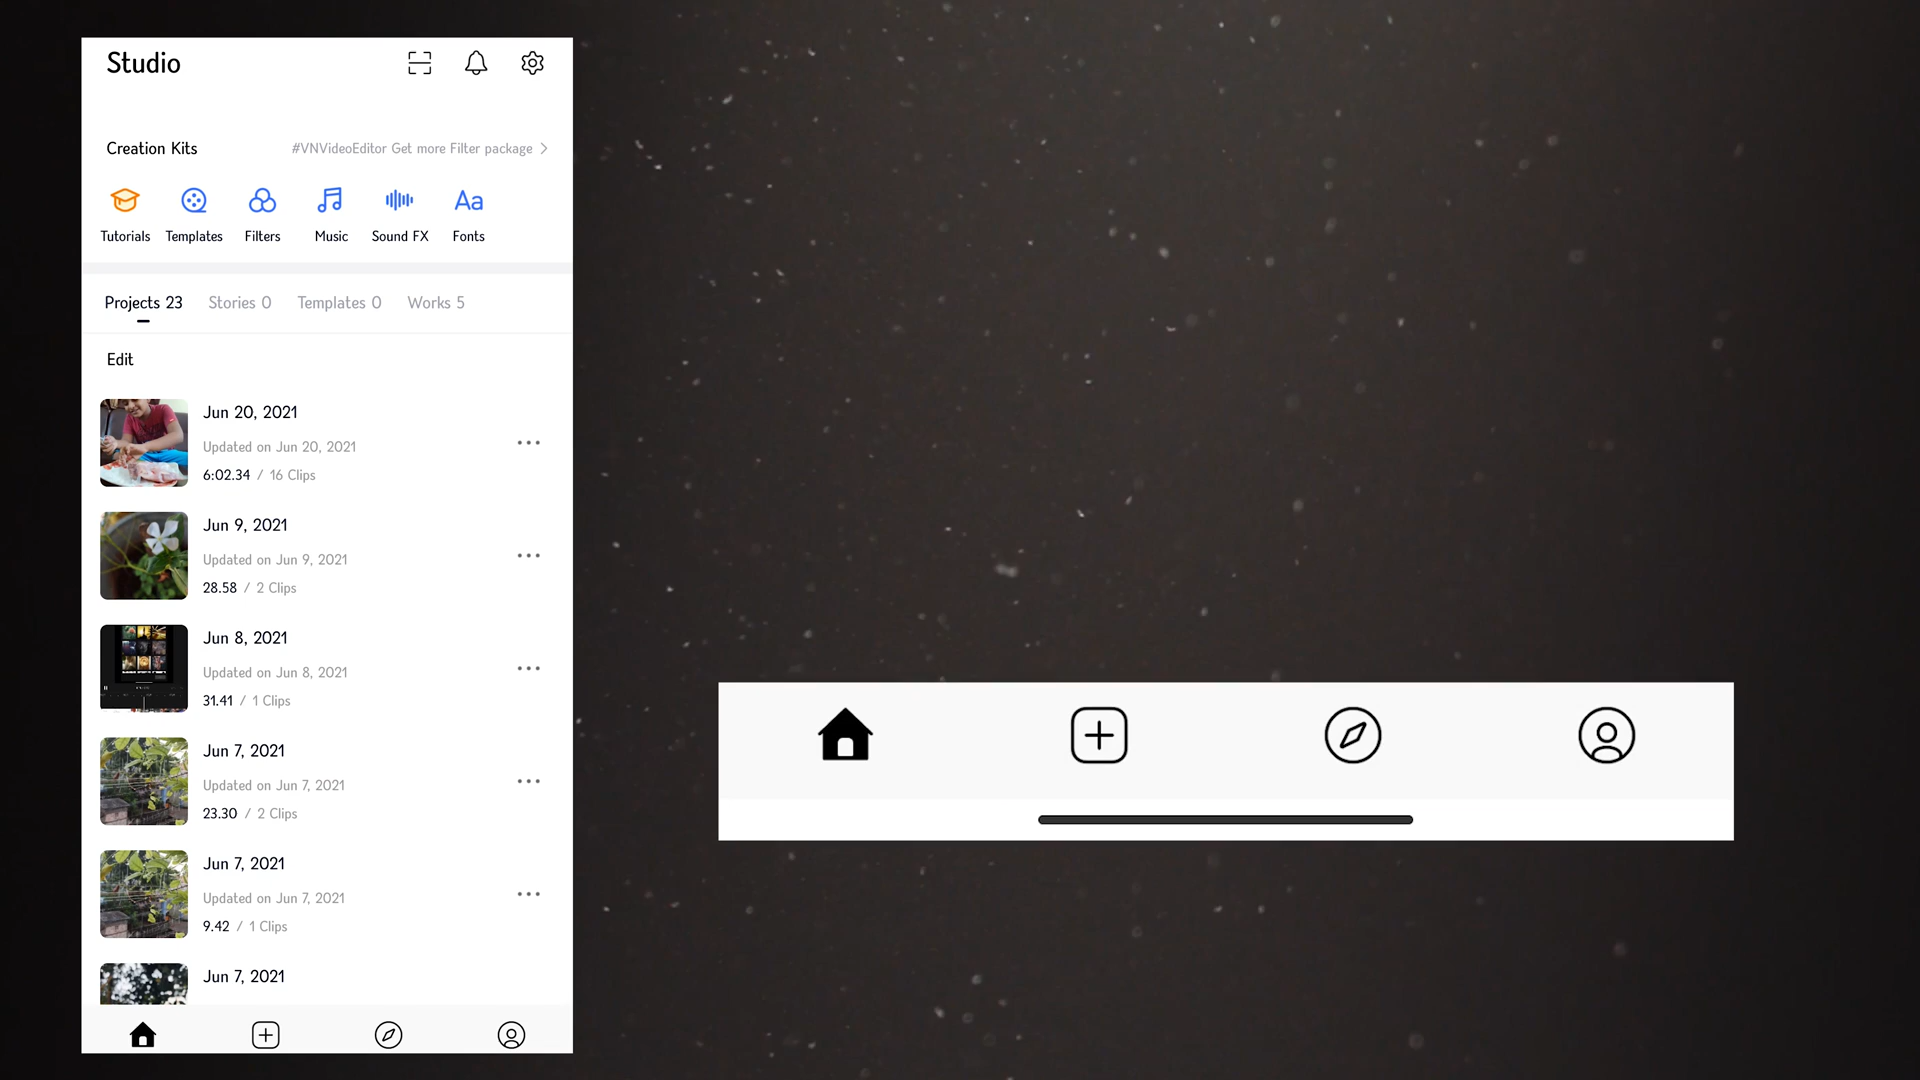 Studio
Creation Kits
#VNVideoEditor Get more Filter package
Tutorials
Templates
Filters
Music
Sound FX
Aa
Fonts
Projects 23
Stories 0
Templates 0
Works 5
Edit
Jun 20, 2021
Updated on Jun 20, 2021
6:02.34 / 16 Clips
Jun 9, 2021
Updated on Jun 9, 2021
28.58 / 2 Clips
Jun 8, 2021
Updated on Jun 8, 2021
31.41 / 1 Clips
Jun 7, 2021
Updated on Jun 7, 2021
23.30 / 2 Clips
Jun 7, 2021
Updated on Jun 7, 2021
9.42 / 1 Clips
Jun 7, 2021